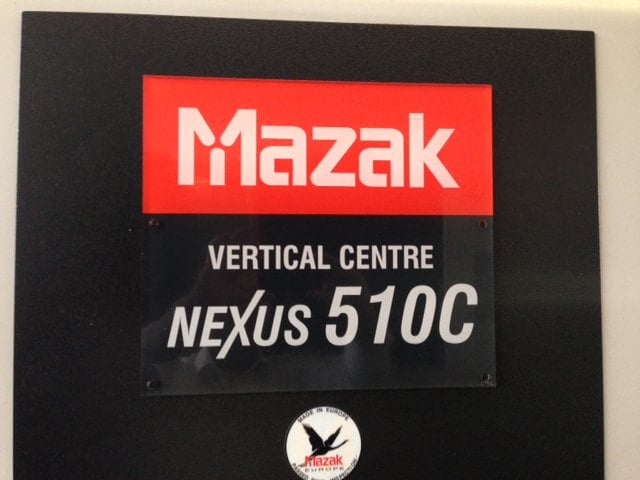 Mazak
VERTICAL CENTRE
NEXUS 510C
MADE IN EUROPE
Mazak
EUROPE